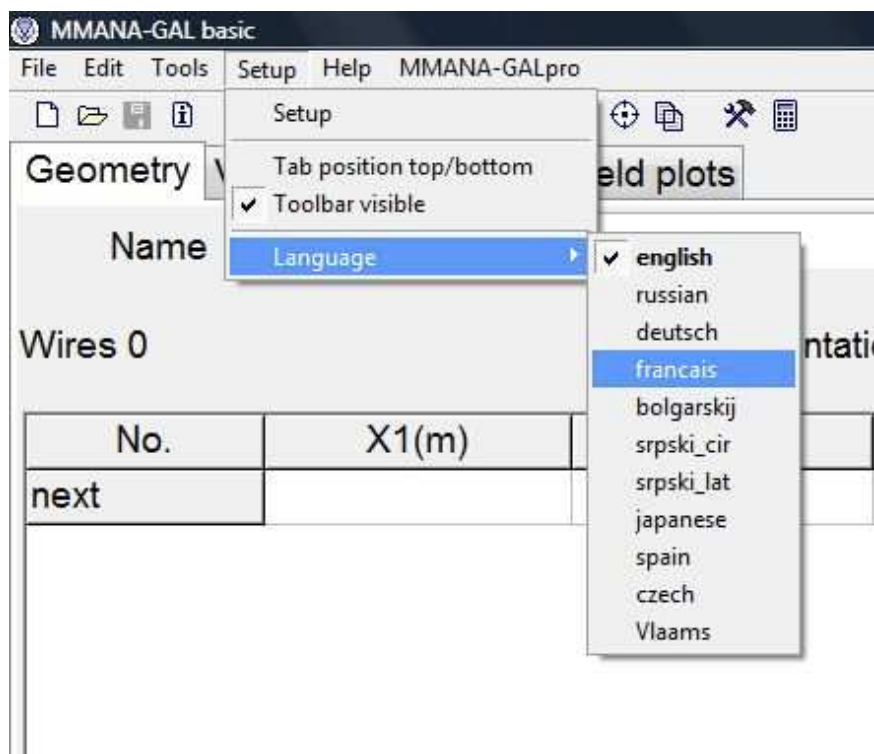 MMANA-GAL basic
File Edit Tools Setup Help MMANA-GALpro
Setup
Geometry eld plots
Tab position top/bottom
Toolbar visible
Name
Language
english
russian
deutsch
Wires 0 ntati
francais
bolgarskij
No. X1(m)
srpski_cir
srpski_lat
next
japanese
spain
czech
Vlaams